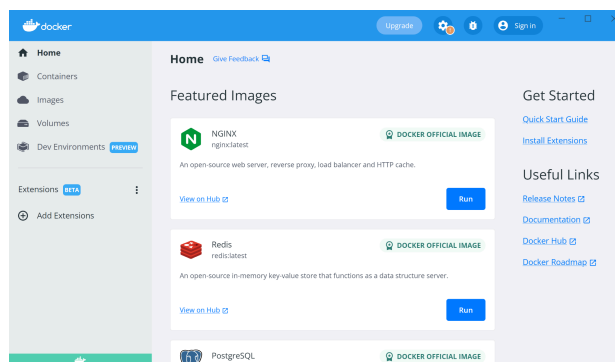 docker
Upgrade
Sign in
Home
Containers
Images
Volumes
Dev Environments PREVIEW
Extensions BETA
Add Extensions
Home Give Feedback
Featured Images
NGINX
nginx:latest
DOCKER OFFICIAL IMAGE
An open-source web server, reverse proxy, load balancer and HTTP cache.
View on Hub
Run
Redis
redis:latest
DOCKER OFFICIAL IMAGE
An open-source in-memory key-value store that functions as a data structure server.
View on Hub
Run
PostgreSQL
DOCKER OFFICIAL IMAGE
Get Started
Quick Start Guide
Install Extensions
Useful Links
Release Notes
Documentation
Docker Hub
Docker Roadmap